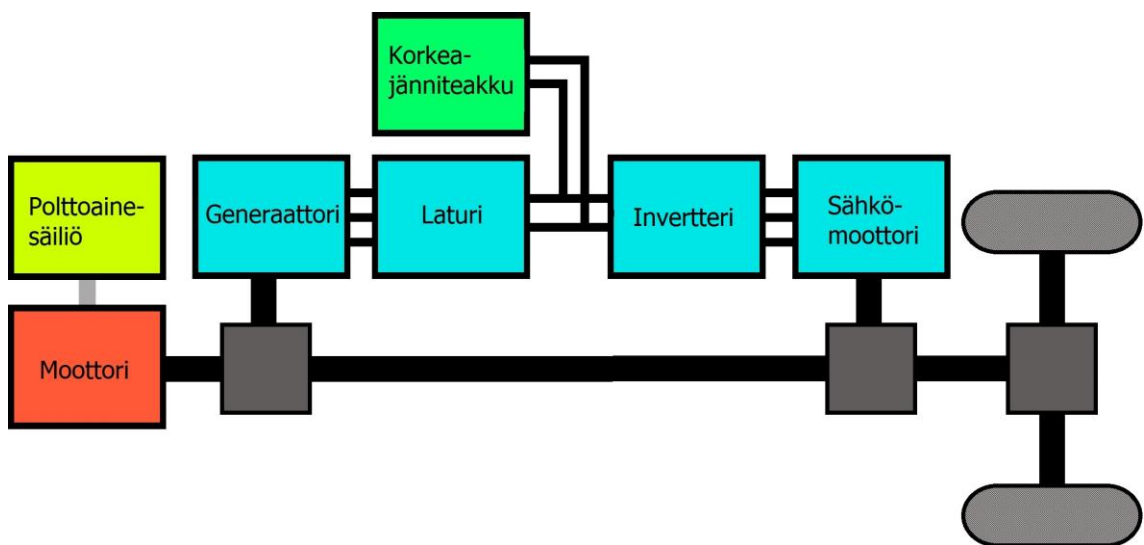 Korkea-
jänniteakku
Polttoaine-
säiliö
Generaattori
Laturi
Invertteri
Sähkö-
moottori
Moottori